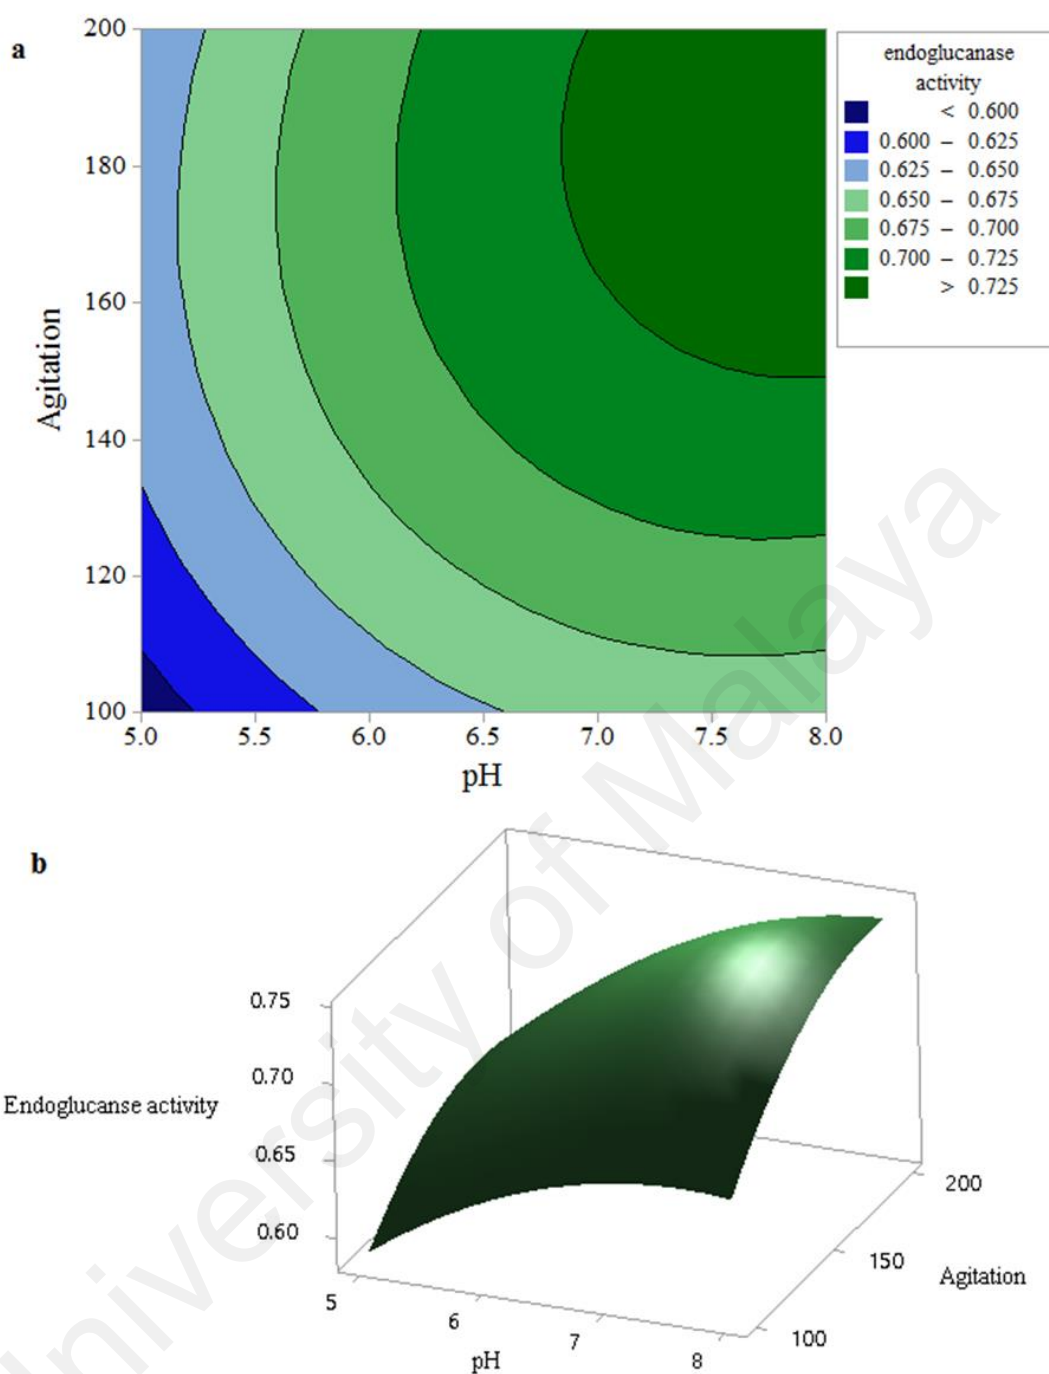 a
200
180
160
140
120
100
Agitation
5.0 5.5 6.0 6.5 7.0 7.5 8.0
pH
endoglucanase
activity
< 0.600
0.600 – 0.625
0.625 – 0.650
0.650 – 0.675
0.675 – 0.700
0.700 – 0.725
> 0.725
b
0.75
0.70
0.65
0.60
Endoglucanse activity
5 6 7 8
pH
200
150
100
Agitation
University of Malaya